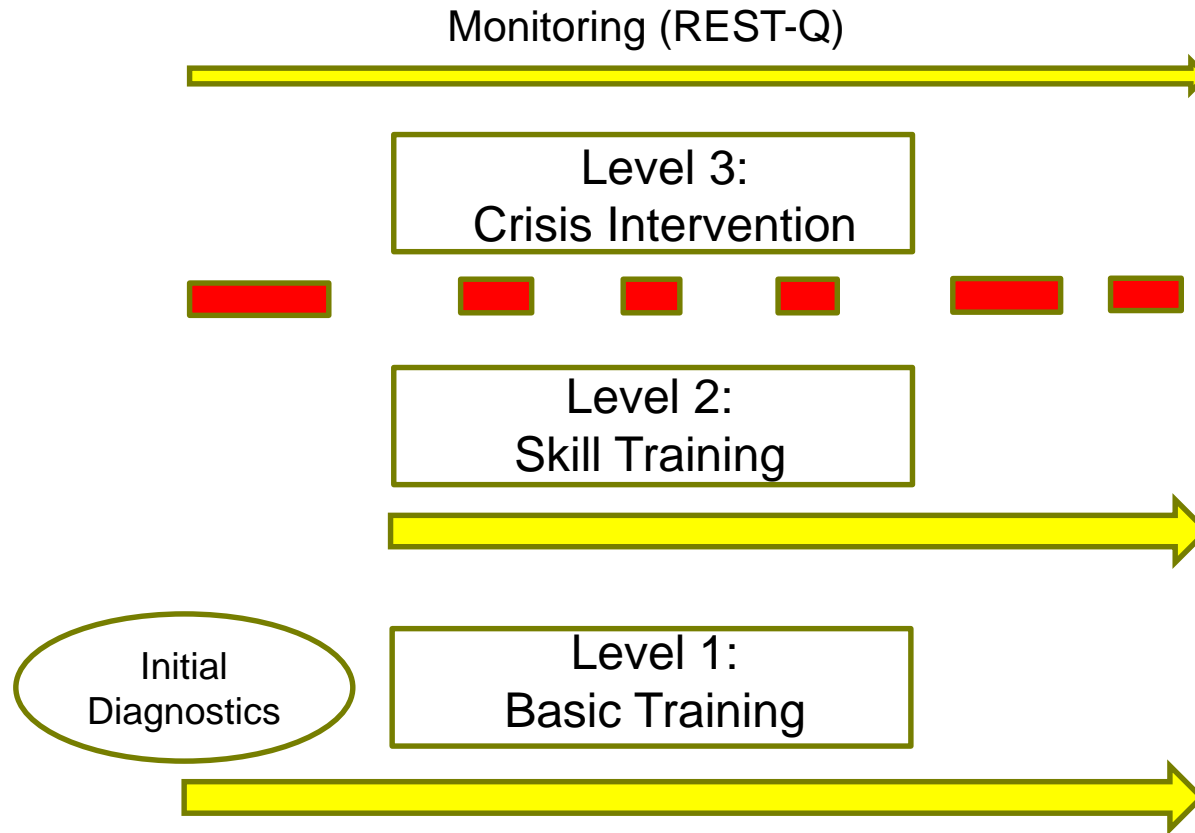 Monitoring (REST-Q)
Level 3:
Crisis Intervention
Level 2:
Skill Training
Initial
Diagnostics
Level 1:
Basic Training